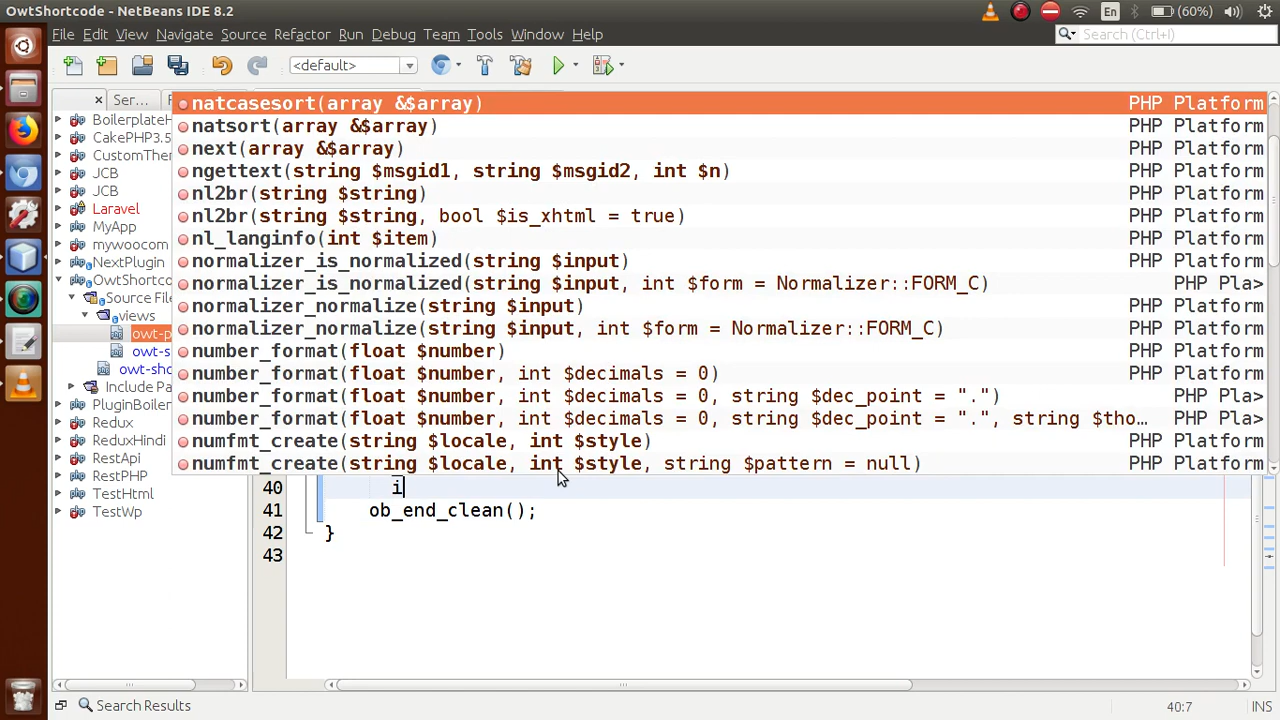 OwtShortcode - NetBeans IDE 8.2
En
(60%)
File Edit View Navigate Source Refactor Run Debug Team Tools Window Help
Search (Ctrl+I)
<default>
Ser...
BoilerplateH
CakePHP3.5
CustomThen
JCB
JCB
Laravel
MyApp
mywoocom
NextPlugin
OwtShortcoc
Source File
views
owt-p
owt-s
owt-sho
Include Pa
PluginBoiler
Redux
ReduxHindi
RestApi
RestPHP
TestHtml
TestWp
natcasesort(array &$array) PHP Platform
natsort(array &$array) PHP Platform
next(array &$array) PHP Platform
ngettext(string $msgid1, string $msgid2, int $n) PHP Platform
nl2br(string $string) PHP Platform
nl2br(string $string, bool $is_xhtml = true) PHP Platform
nl_langinfo(int $item) PHP Platform
normalizer_is_normalized(string $input) PHP Platform
normalizer_is_normalized(string $input, int $form = Normalizer::FORM_C) PHP Pla>
normalizer_normalize(string $input) PHP Platform
normalizer_normalize(string $input, int $form = Normalizer::FORM_C) PHP Platform
number_format(float $number) PHP Platform
number_format(float $number, int $decimals = 0) PHP Platform
number_format(float $number, int $decimals = 0, string $dec_point = ".") PHP Pla>
number_format(float $number, int $decimals = 0, string $dec_point = ".", string $tho… PHP Pla>
numfmt_create(string $locale, int $style) PHP Platform
numfmt_create(string $locale, int $style, string $pattern = null) PHP Platform
40 i
41 ob_end_clean();
42 }
43
Search Results
40:7
INS